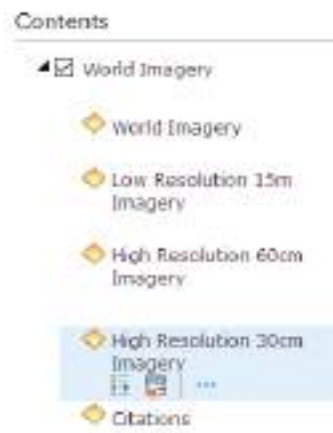 Contents
World Imagery
World Imagery
Low Resolution 15m
Imagery
High Resolution 60cm
Imagery
High Resolution 30cm
Imagery
Citations